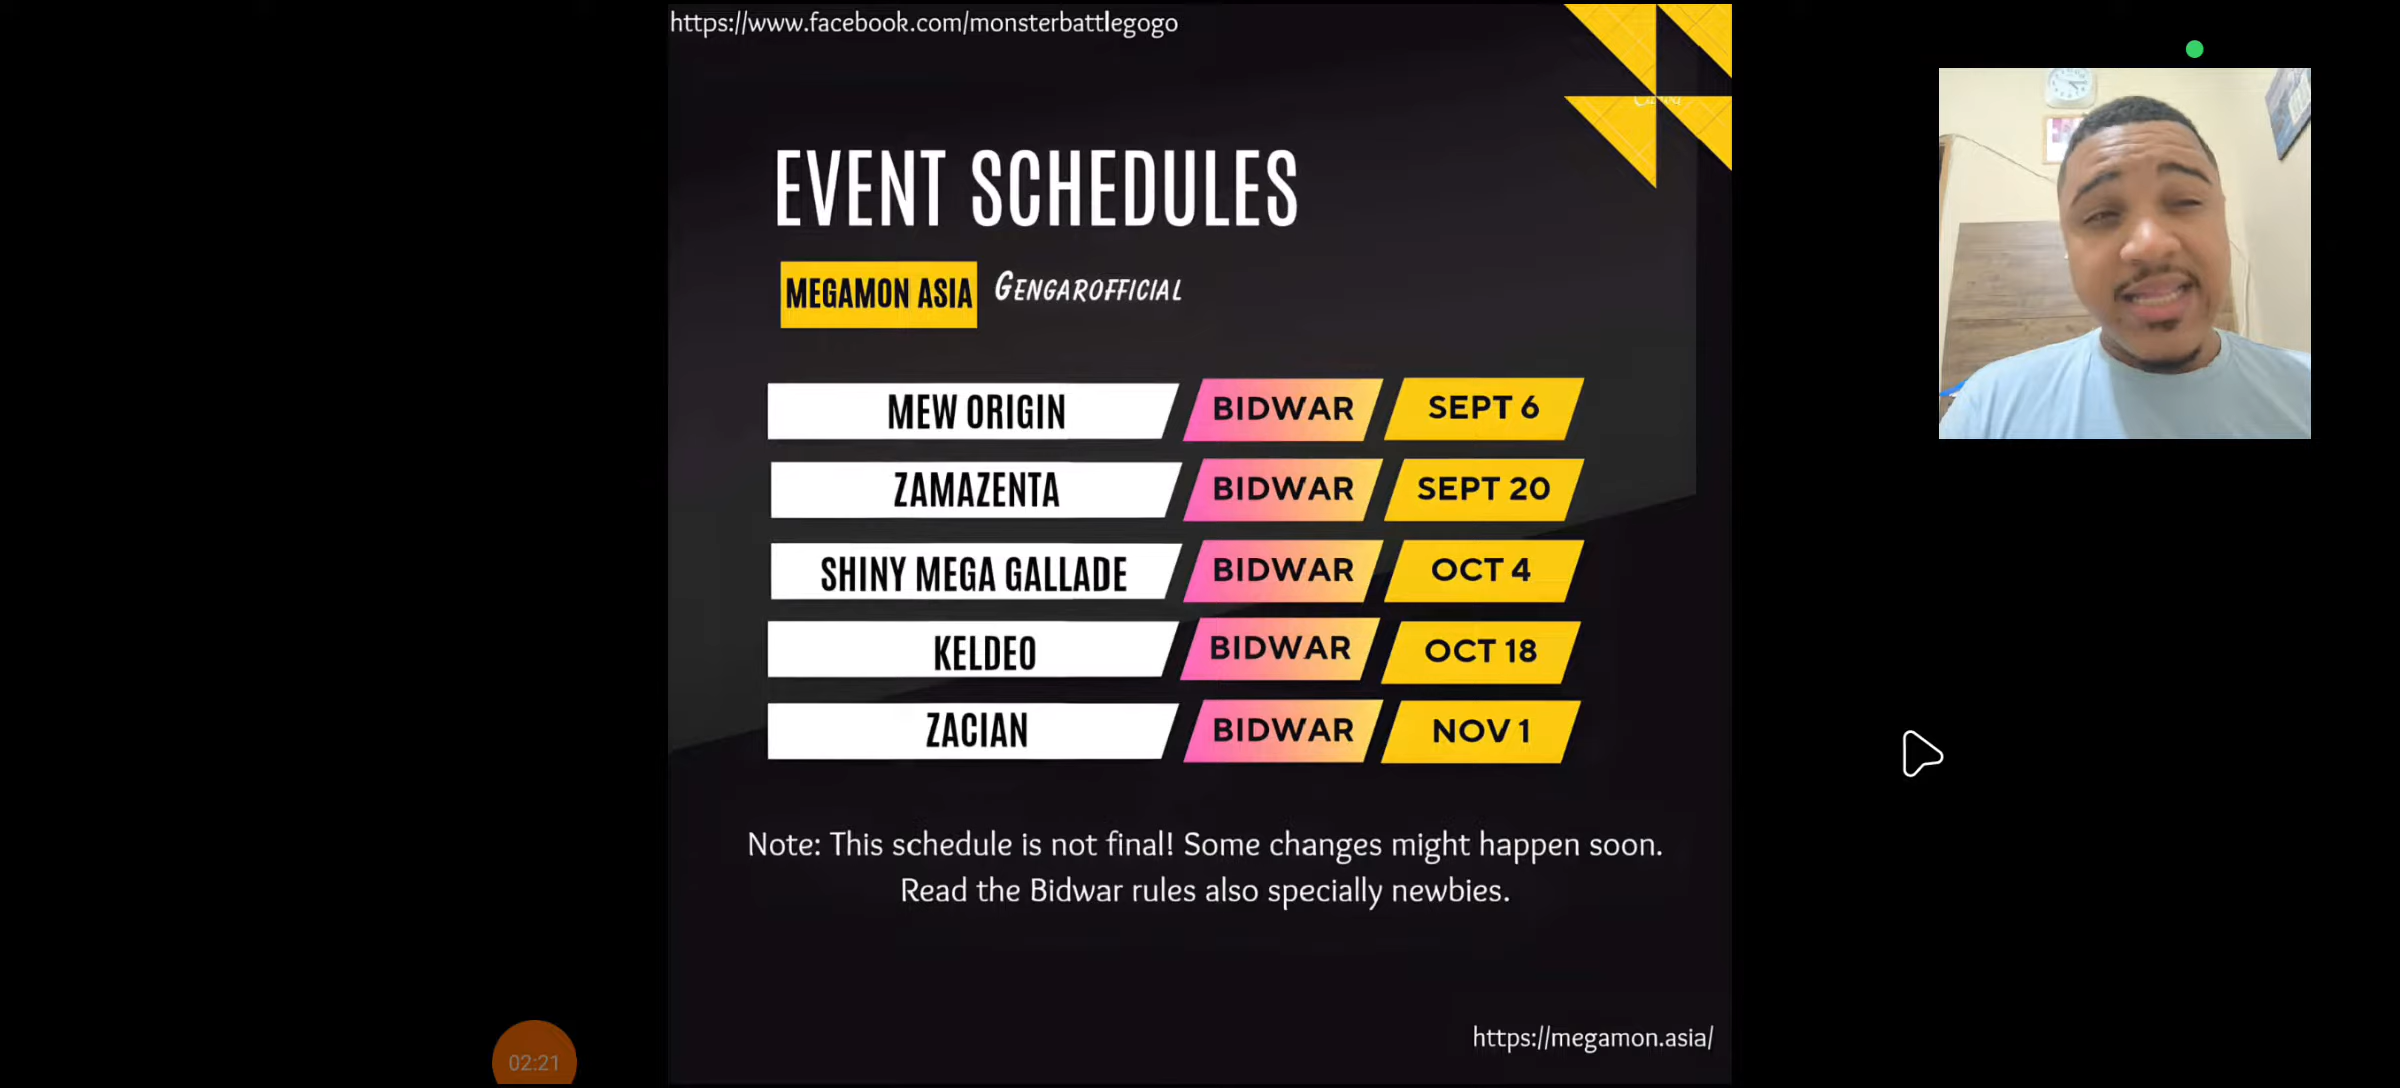 https://www.facebook.com/monsterbattlegogo
EVENT SCHEDULES
MEGAMON ASIA GENGAROFFICIAL
MEW ORIGIN BIDWAR SEPT 6
ZAMAZENTA BIDWAR SEPT 20
SHINY MEGA GALLADE BIDWAR OCT 4
KELDEO BIDWAR OCT 18
ZACIAN BIDWAR NOV 1
Note: This schedule is not final! Some changes might happen soon.
Read the Bidwar rules also specially newbies.
https://megamon.asia/
02:21